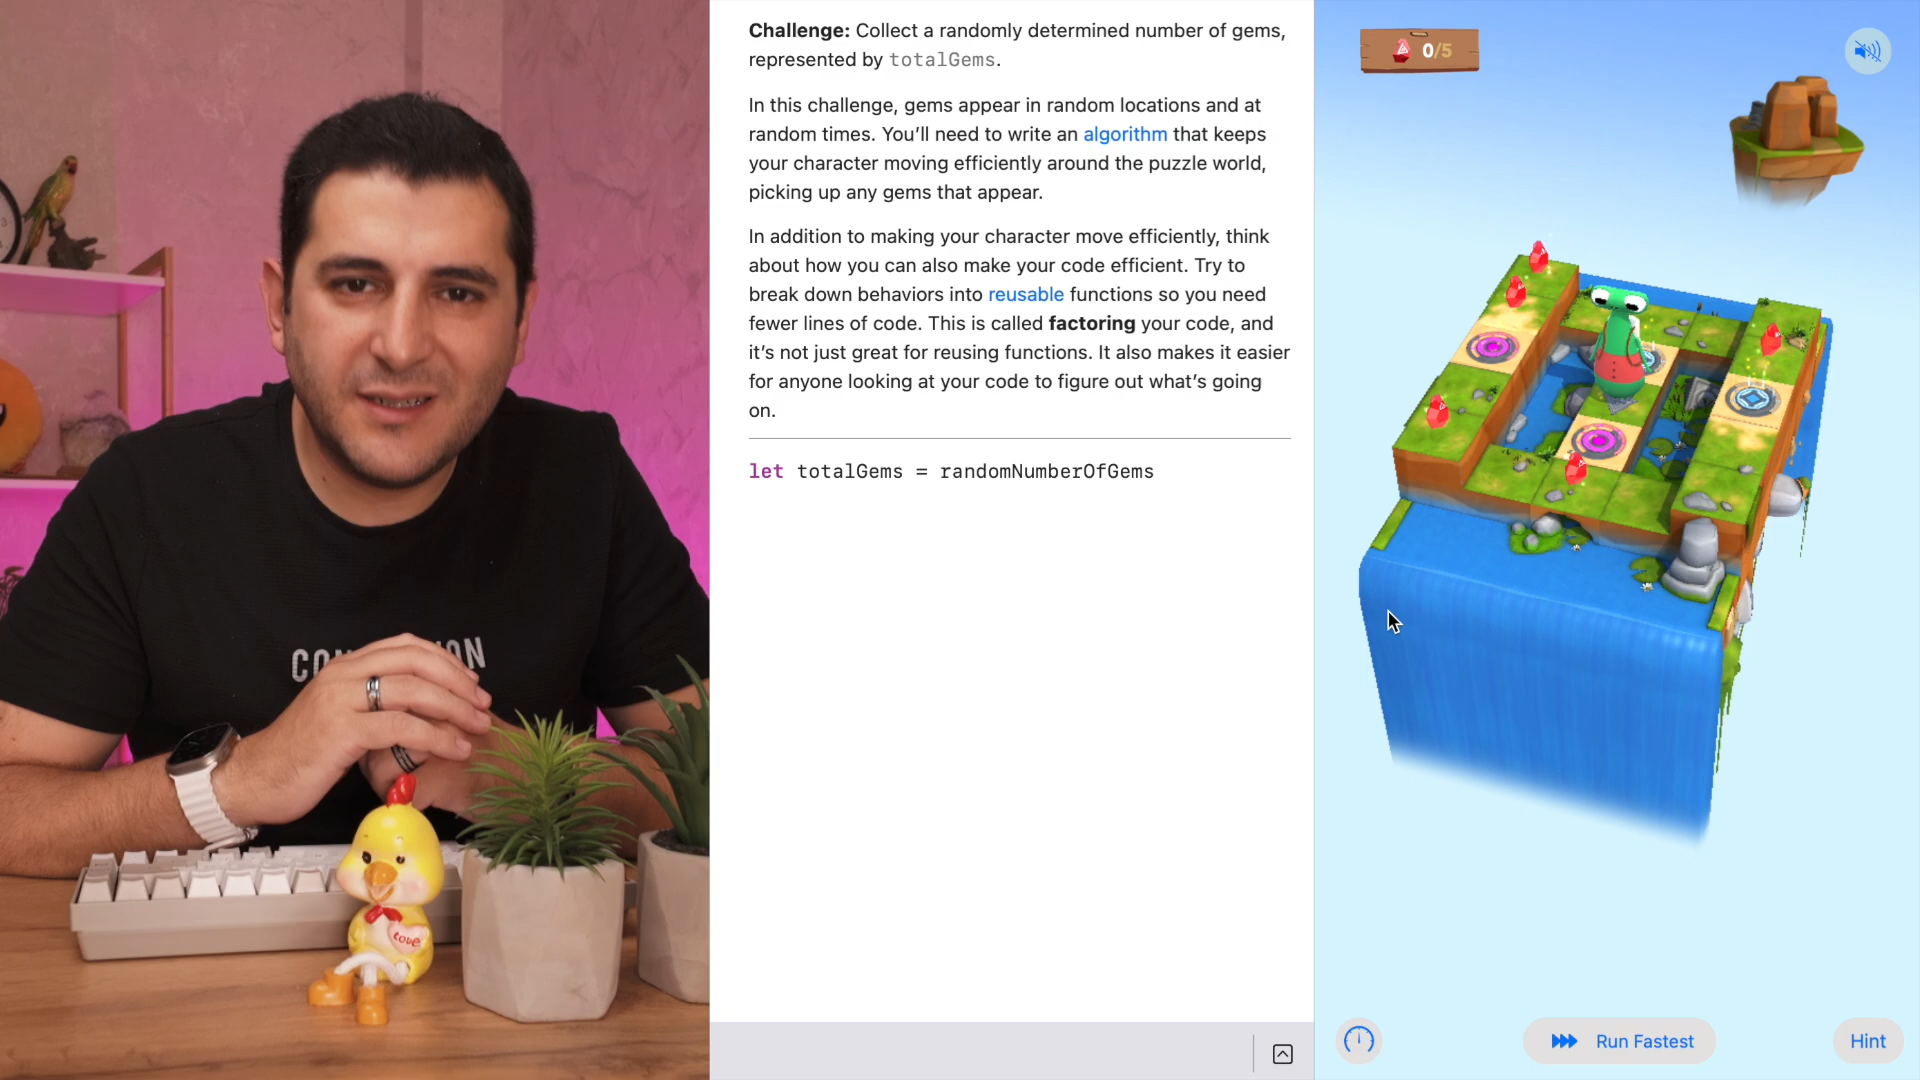 Challenge: Collect a randomly determined number of gems,
represented by totalGems.
In this challenge, gems appear in random locations and at
random times. You’ll need to write an algorithm that keeps
your character moving efficiently around the puzzle world,
picking up any gems that appear.
In addition to making your character move efficiently, think
about how you can also make your code efficient. Try to
break down behaviors into reusable functions so you need
fewer lines of code. This is called factoring your code, and
it’s not just great for reusing functions. It also makes it easier
for anyone looking at your code to figure out what’s going
on.
let totalGems = randomNumberOfGems
0/5
Run Fastest
Hint
love